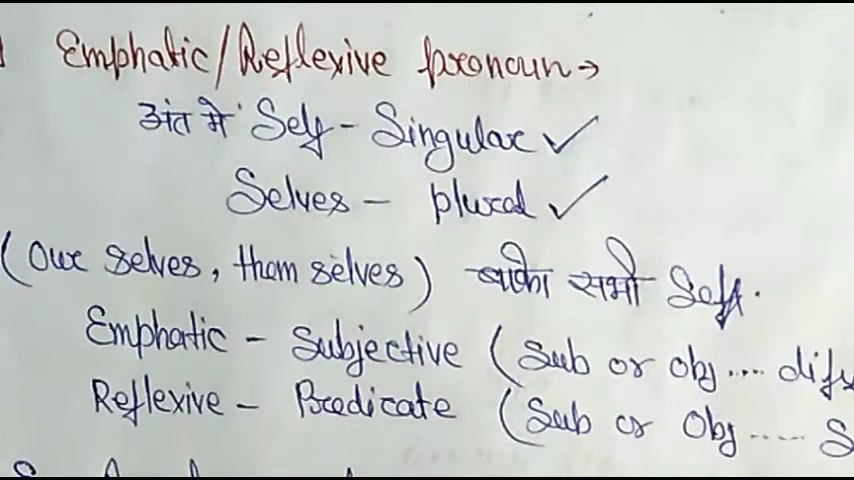 Emphatic/Reflexive pronoun→
अंत मे Self - Singular ✓
Selves - plural ✓
(Our selves, them selves) बाकी सभी Self.
Emphatic - Subjective (Sub or obj .... diff
Reflexive - Predicate (Sub or Obj ..... S